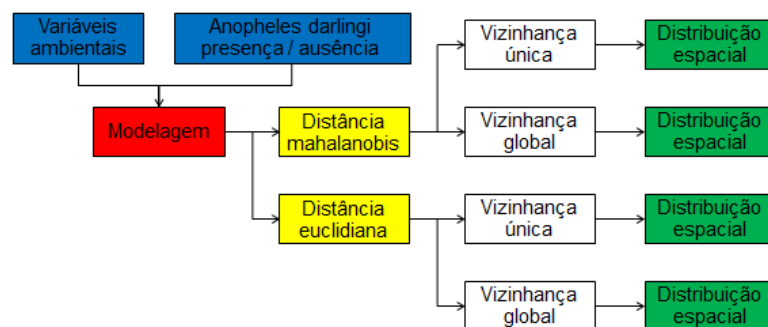 Variáveis
ambientais
Anopheles darlingi
presença / ausência
Vizinhança
única
Distribuição
espacial
Modelagem
Distância
mahalanobis
Vizinhança
global
Distribuição
espacial
Distância
euclidiana
Vizinhança
única
Distribuição
espacial
Vizinhança
global
Distribuição
espacial